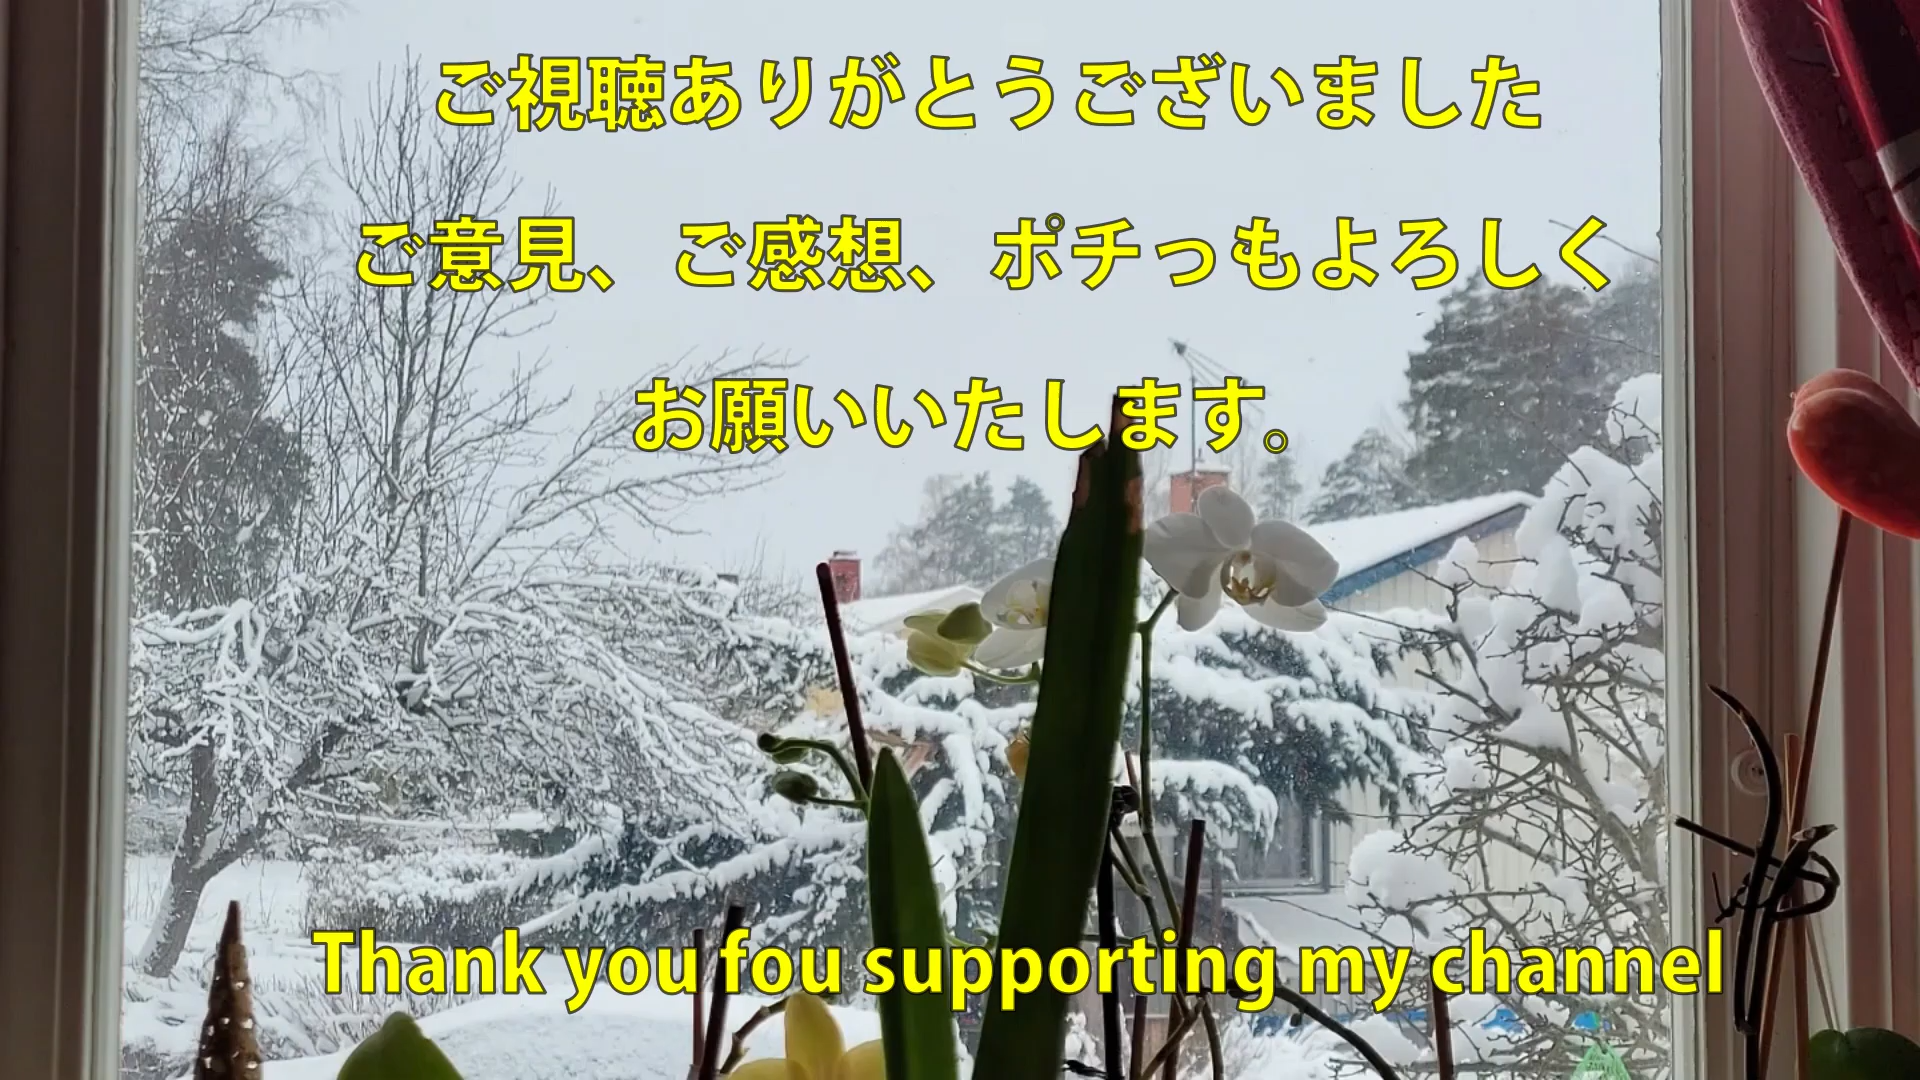 ご視聴ありがとうございました
ご意見、ご感想、ポチっもよろしく
お願いいたします。
Thank you fou supporting my channel